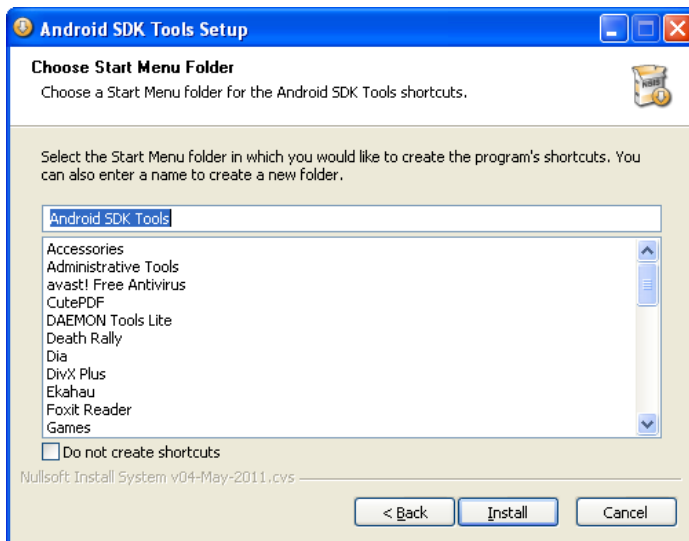 Android SDK Tools Setup
Choose Start Menu Folder
Choose a Start Menu folder for the Android SDK Tools shortcuts.
NSIS
Select the Start Menu folder in which you would like to create the program's shortcuts. You
can also enter a name to create a new folder.
Android SDK Tools
Accessories
Administrative Tools
avast! Free Antivirus
CutePDF
DAEMON Tools Lite
Death Rally
Dia
DivX Plus
Ekahau
Foxit Reader
Games
Do not create shortcuts
Nullsoft Install System v04-May-2011.cvs
< Back
Install
Cancel